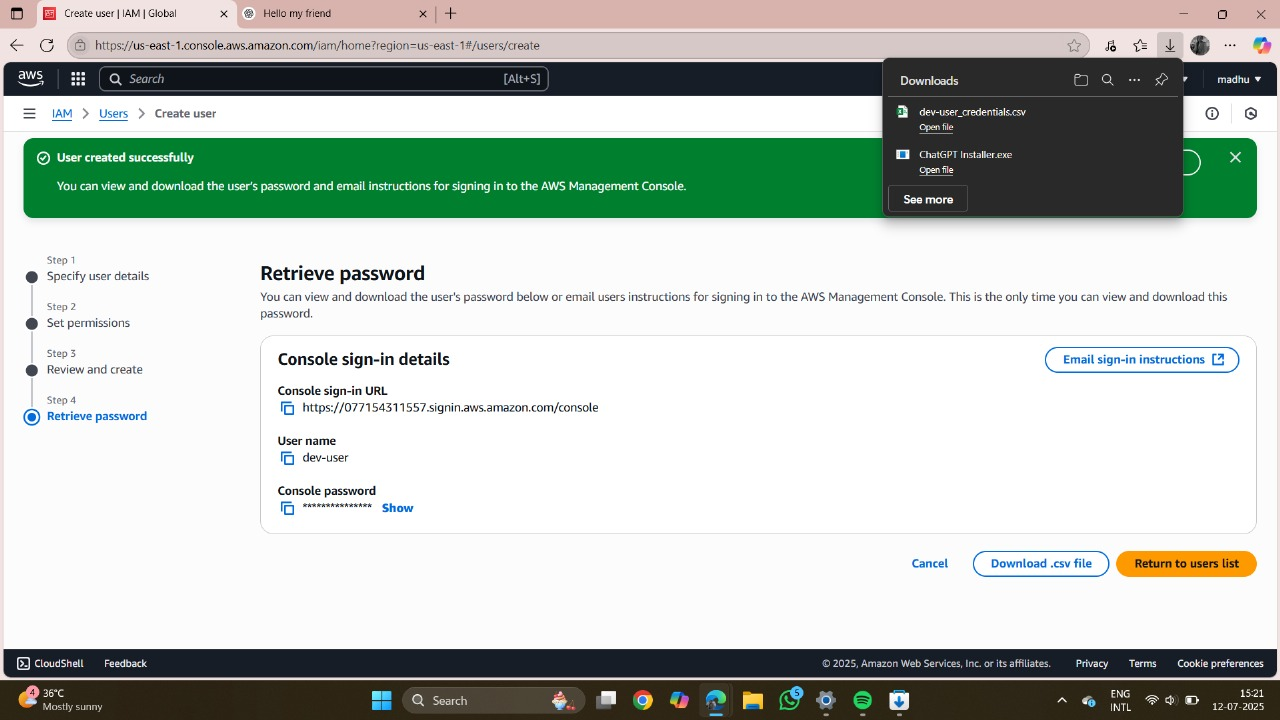 Create user | IAM | Global
Hello my friend
https://us-east-1.console.aws.amazon.com/iam/home?region=us-east-1#/users/create
aws
Search
[Alt+S]
madhu
IAM
Users
Create user
Downloads
dev-user_credentials.csv
Open file
ChatGPT Installer.exe
Open file
See more
User created successfully
You can view and download the user's password and email instructions for signing in to the AWS Management Console.
Step 1
Specify user details
Step 2
Set permissions
Step 3
Review and create
Step 4
Retrieve password
Retrieve password
You can view and download the user's password below or email users instructions for signing in to the AWS Management Console. This is the only time you can view and download this
password.
Console sign-in details
Email sign-in instructions
Console sign-in URL
https://077154311557.signin.aws.amazon.com/console
User name
dev-user
Console password
*************** Show
Cancel
Download .csv file
Return to users list
CloudShell
Feedback
© 2025, Amazon Web Services, Inc. or its affiliates.
Privacy
Terms
Cookie preferences
4
36°C
Mostly sunny
Search
5
ENG
INTL
15:21
12-07-2025